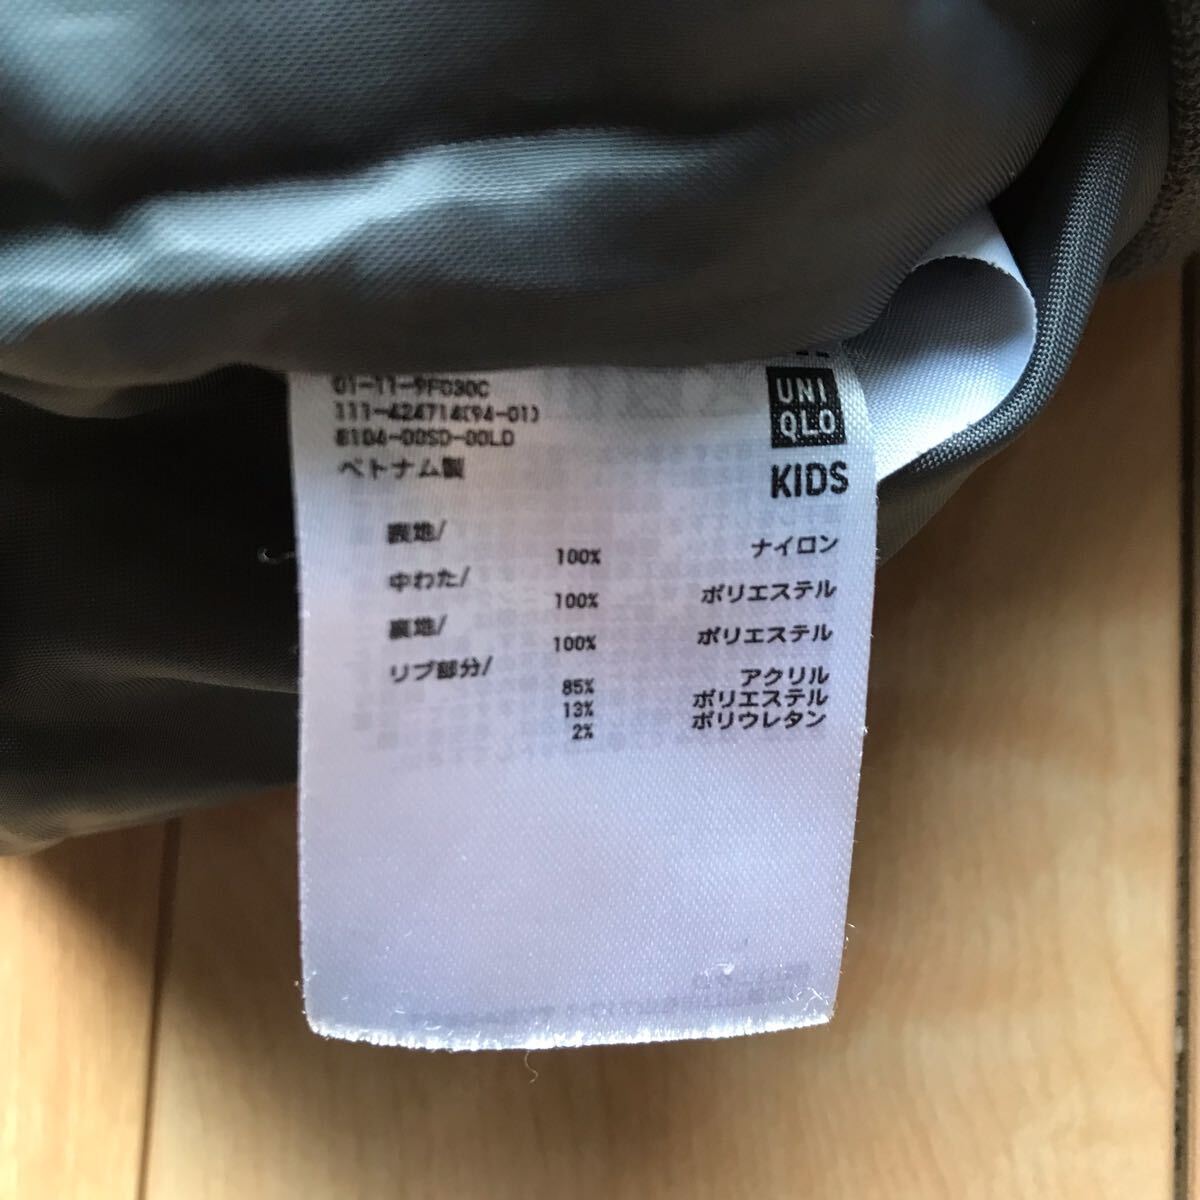 111-424714(94-01)
ベトナム製
UNI
QLO
KIDS
表地/
100% ナイロン
中わた/
100% ポリエステル
裏地/
100% ポリエステル
リブ部分/
85% アクリル
13% ポリエステル
2% ポリウレタン